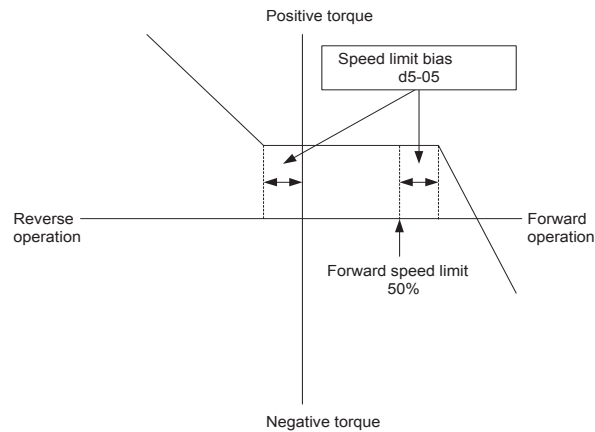 Positive torque
Speed limit bias
d5-05
Reverse
operation
Forward
operation
Forward speed limit
50%
Negative torque